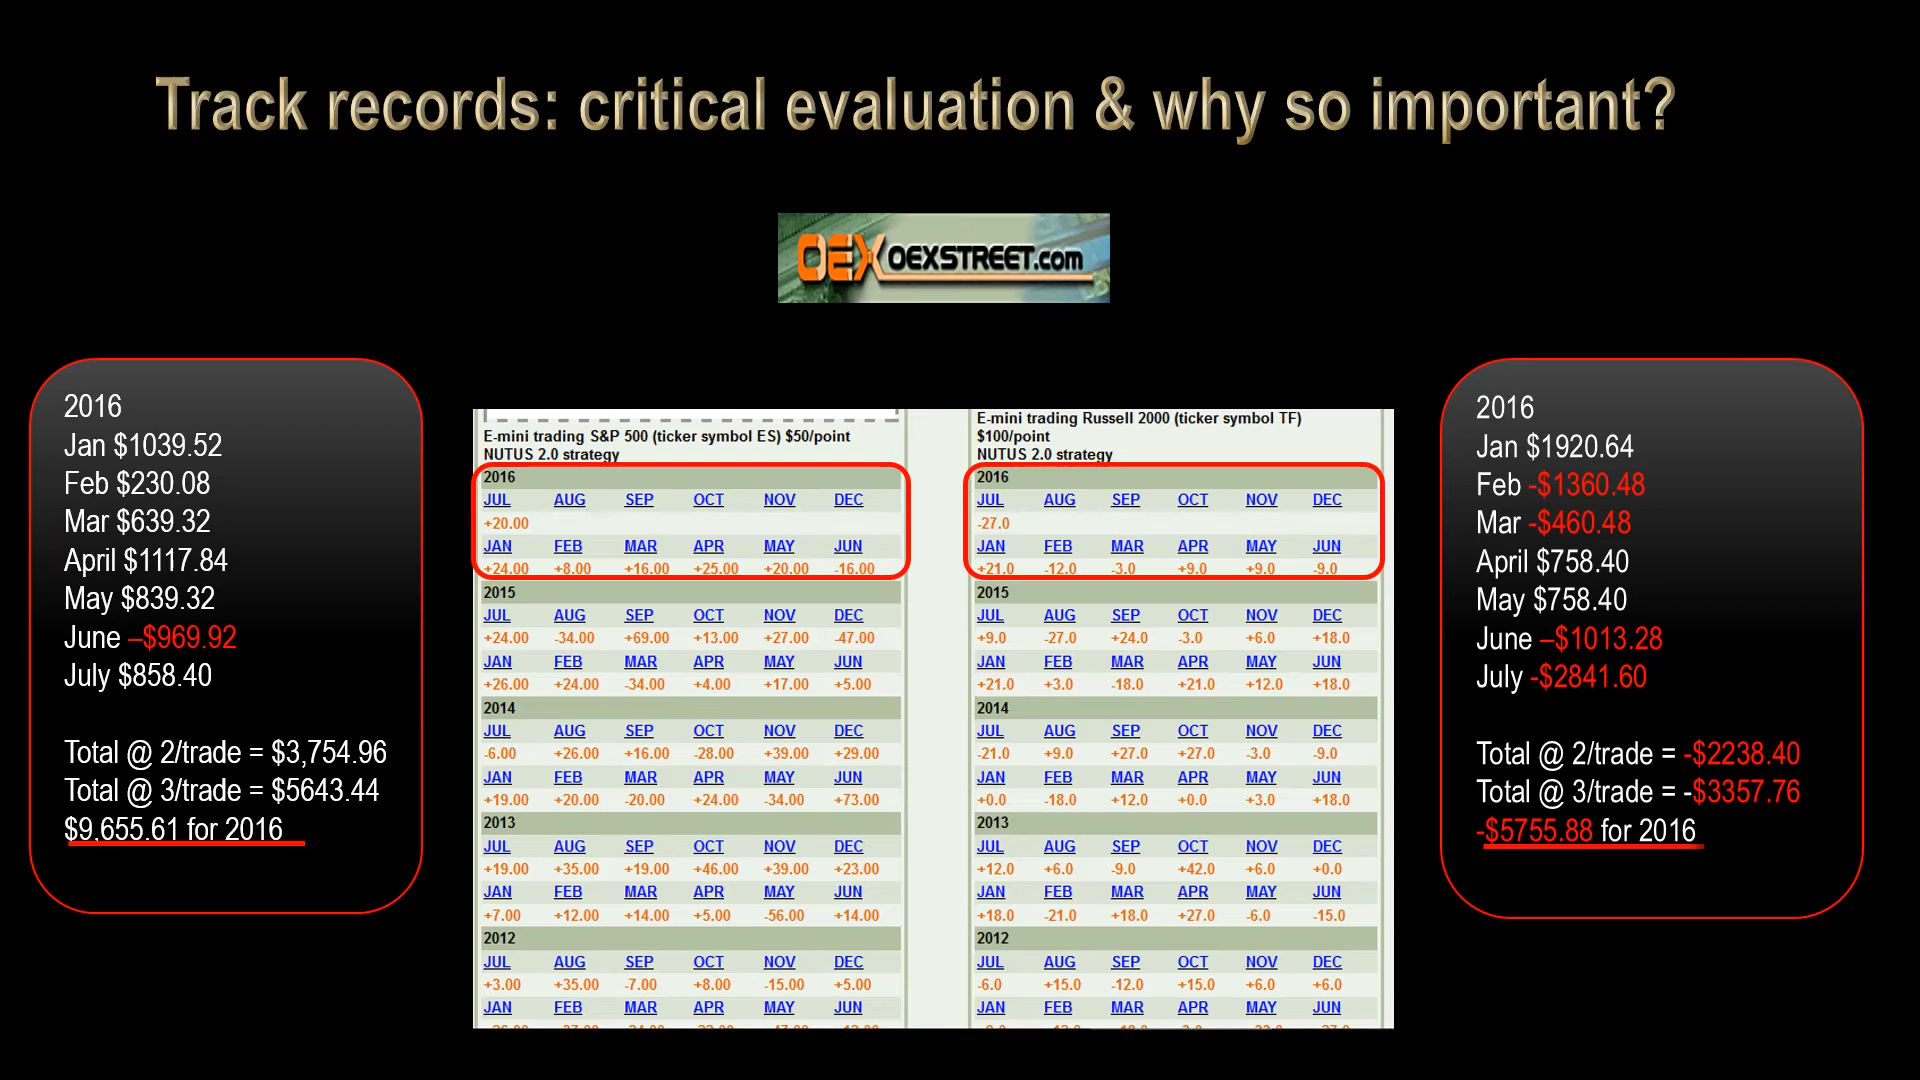 Track records: critical evaluation & why so important?
OEX OEXSTREET.com
2016
Jan $1039.52
Feb $230.08
Mar $639.32
April $1117.84
May $839.32
June –$969.92
July $858.40
Total @ 2/trade = $3,754.96
Total @ 3/trade = $5643.44
$9,655.61 for 2016
E-mini trading S&P 500 (ticker symbol ES) $50/point
NUTUS 2.0 strategy
2016
JUL AUG SEP OCT NOV DEC
+20.00
JAN FEB MAR APR MAY JUN
+24.00 +8.00 +16.00 +25.00 +20.00 -16.00
2015
JUL AUG SEP OCT NOV DEC
+24.00 -34.00 +69.00 +13.00 +27.00 -47.00
JAN FEB MAR APR MAY JUN
+26.00 +24.00 -34.00 +4.00 +17.00 +5.00
2014
JUL AUG SEP OCT NOV DEC
-6.00 +26.00 +16.00 -28.00 +39.00 +29.00
JAN FEB MAR APR MAY JUN
+19.00 +20.00 -20.00 +24.00 -34.00 +73.00
2013
JUL AUG SEP OCT NOV DEC
+19.00 +35.00 +19.00 +46.00 +39.00 +23.00
JAN FEB MAR APR MAY JUN
+7.00 +12.00 +14.00 +5.00 -56.00 +14.00
2012
JUL AUG SEP OCT NOV DEC
+3.00 +35.00 -7.00 +8.00 -15.00 +5.00
JAN FEB MAR APR MAY JUN
E-mini trading Russell 2000 (ticker symbol TF)
$100/point
NUTUS 2.0 strategy
2016
JUL AUG SEP OCT NOV DEC
-27.0
JAN FEB MAR APR MAY JUN
+21.0 -12.0 -3.0 +9.0 +9.0 -9.0
2015
JUL AUG SEP OCT NOV DEC
+9.0 -27.0 +24.0 -3.0 +6.0 +18.0
JAN FEB MAR APR MAY JUN
+21.0 +3.0 -18.0 +21.0 +12.0 +18.0
2014
JUL AUG SEP OCT NOV DEC
-21.0 +9.0 +27.0 +27.0 -3.0 -9.0
JAN FEB MAR APR MAY JUN
+0.0 -18.0 +12.0 +0.0 +3.0 +18.0
2013
JUL AUG SEP OCT NOV DEC
+12.0 +6.0 -9.0 +42.0 +6.0 +0.0
JAN FEB MAR APR MAY JUN
+18.0 -21.0 +18.0 +27.0 -6.0 -15.0
2012
JUL AUG SEP OCT NOV DEC
-6.0 +15.0 -12.0 +15.0 +6.0 +6.0
JAN FEB MAR APR MAY JUN
2016
Jan $1920.64
Feb -$1360.48
Mar -$460.48
April $758.40
May $758.40
June –$1013.28
July -$2841.60
Total @ 2/trade = -$2238.40
Total @ 3/trade = -$3357.76
-$5755.88 for 2016